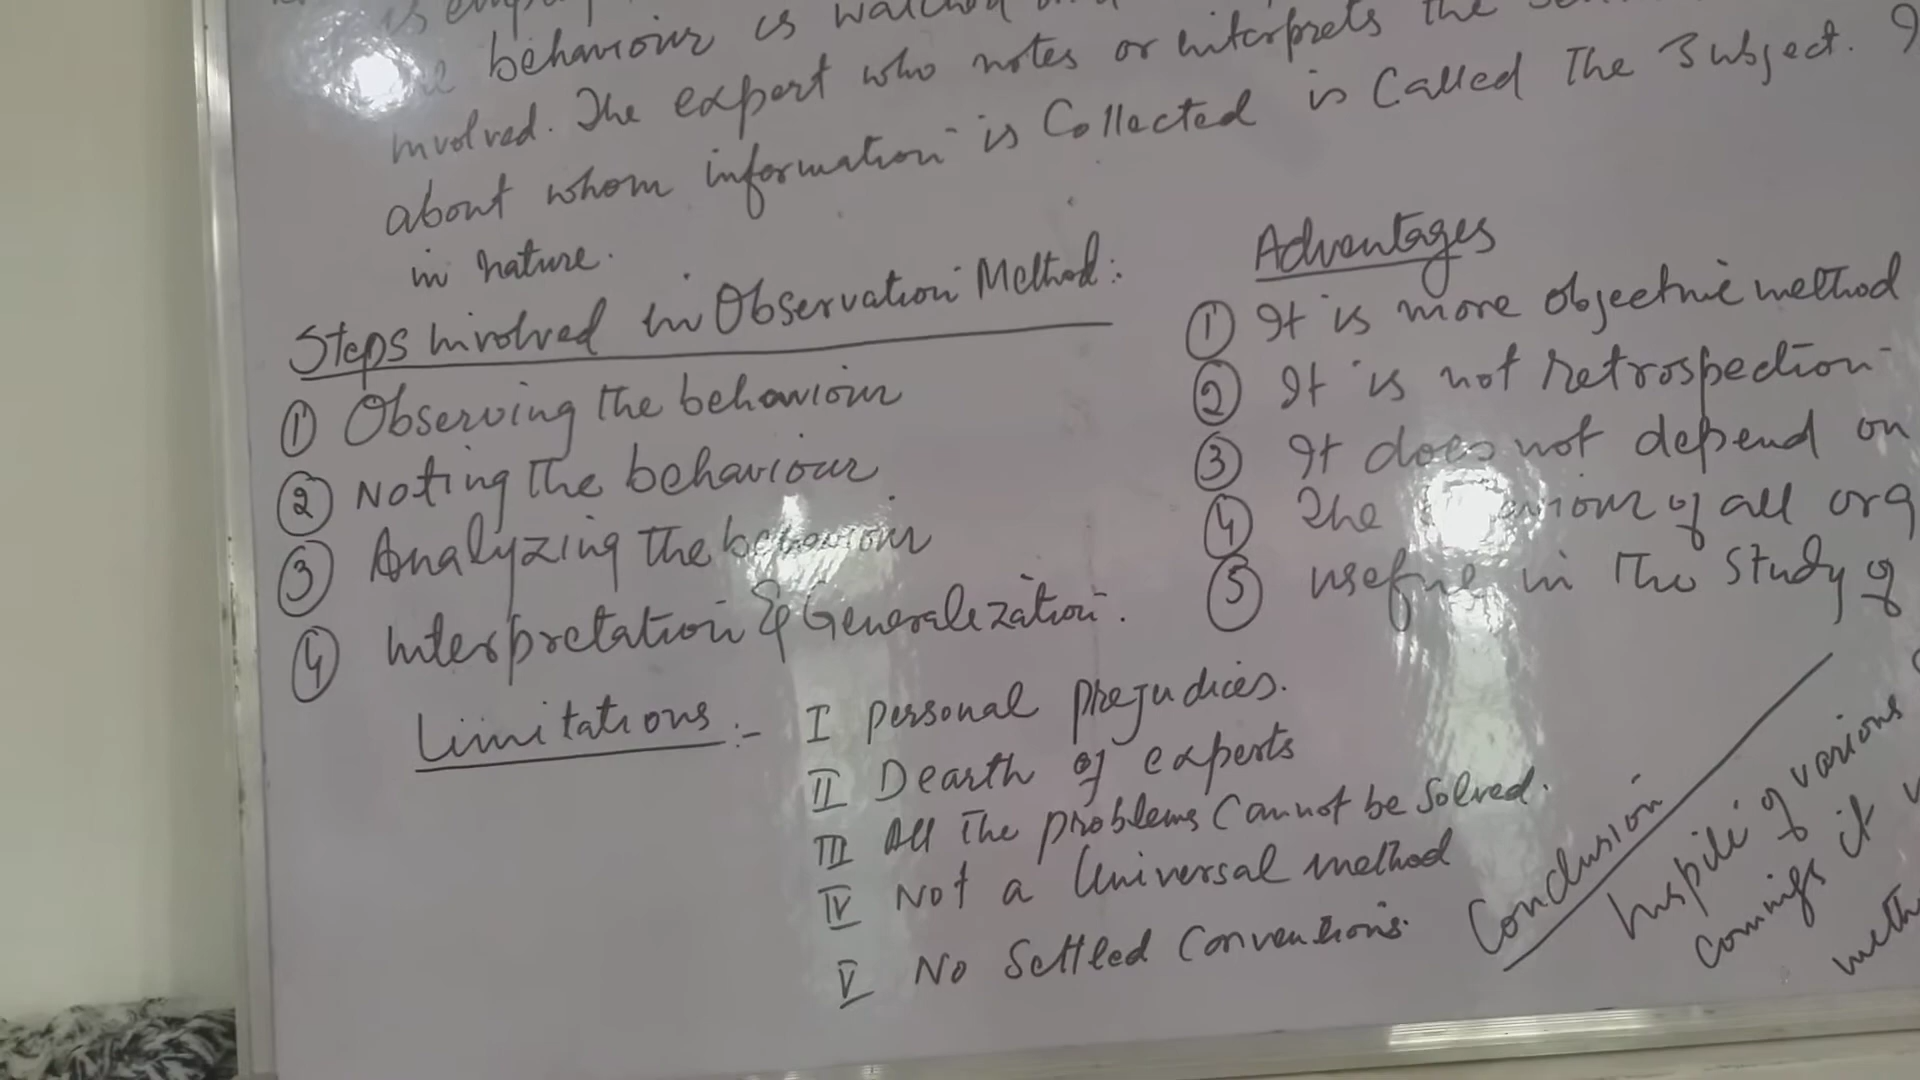 behaviour is watched
involved. The expert who notes or interprets the
about whom information is Collected is Called The Subject.
in nature.
Steps involved in Observation Method:
① Observing the behaviour
② Noting The behaviour
③ Analyzing the behaviour
④ Interpretation & Generalization.
Limitations :- I personal prejudices.
II Dearth of experts
III All The problems Cannot be Solved.
IV Not a Universal method
V No Settled Conventions.
Advantages
① It is more objective method
② It is not retrospection
③ It does not depend on
④ The of all
⑤ useful in The Study of
Conclusion
Inspite of various
comings it